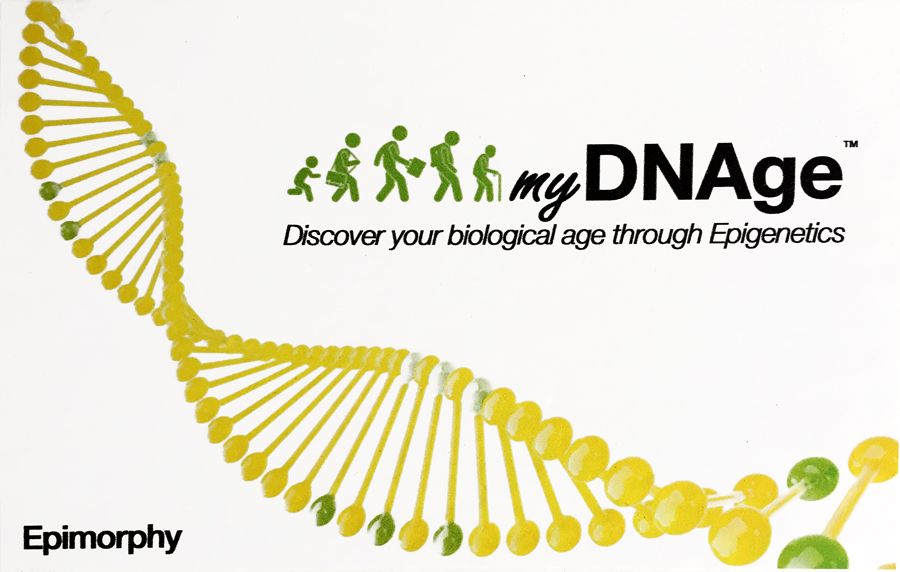 myDNAge™
Discover your biological age through Epigenetics
Epimorphy